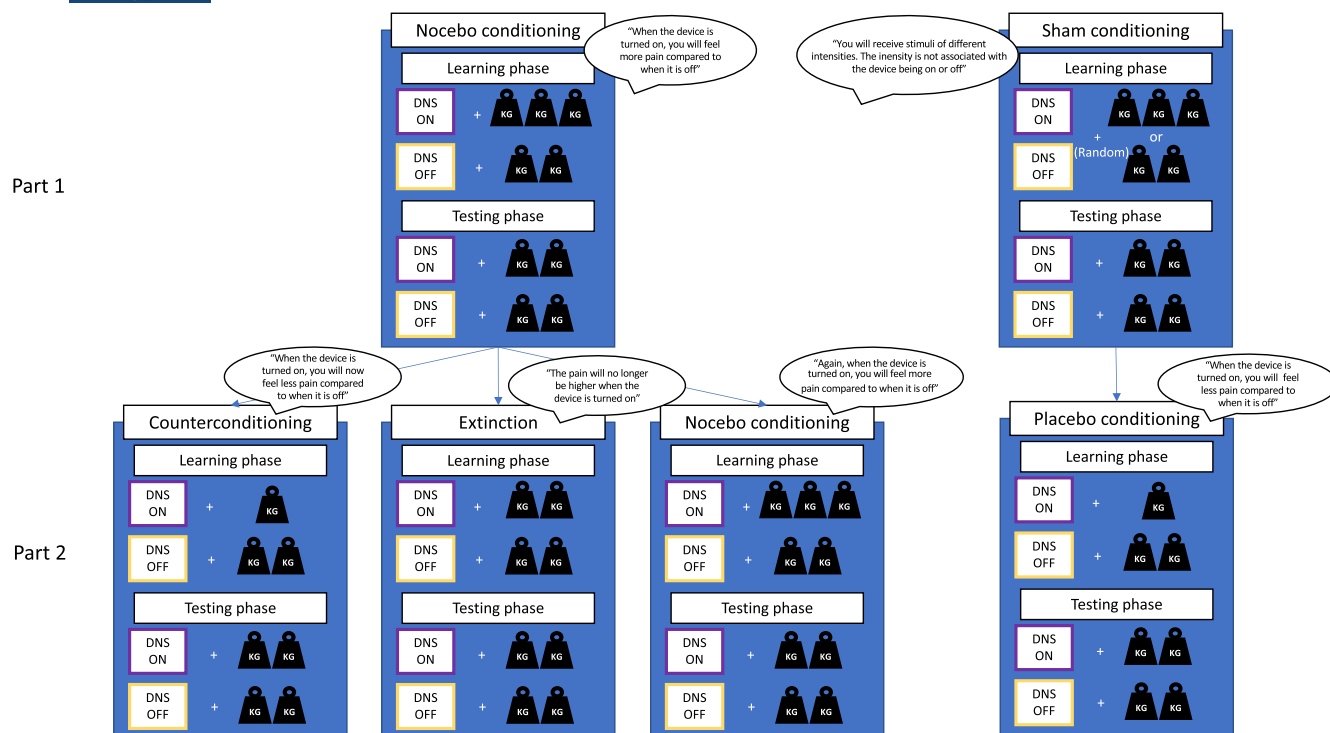 Part 1
Nocebo conditioning
“When the device is
turned on, you will feel
more pain compared to
when it is off”
Learning phase
DNS
ON
+
KG KG KG
DNS
OFF
+
KG KG
Testing phase
DNS
ON
+
KG KG
DNS
OFF
+
KG KG
Sham conditioning
“You will receive stimuli of different
intensities. The inensity is not associated with
the device being on or off”
Learning phase
DNS
ON
KG KG KG
+
(Random)
or
DNS
OFF
KG KG
Testing phase
DNS
ON
+
KG KG
DNS
OFF
+
KG KG
Part 2
“When the device is
turned on, you will now
feel less pain compared
to when it is off”
Counterconditioning
Learning phase
DNS
ON
+
KG
DNS
OFF
+
KG KG
Testing phase
DNS
ON
+
KG KG
DNS
OFF
+
KG KG
“The pain will no longer
be higher when the
device is turned on”
Extinction
Learning phase
DNS
ON
+
KG KG
DNS
OFF
+
KG KG
Testing phase
DNS
ON
+
KG KG
DNS
OFF
+
KG KG
“Again, when the device is
turned on, you will feel more
pain compared to when it is off”
Nocebo conditioning
Learning phase
DNS
ON
+
KG KG KG
DNS
OFF
+
KG KG
Testing phase
DNS
ON
+
KG KG
DNS
OFF
+
KG KG
“When the device is
turned on, you will feel
less pain compared to
when it is off”
Placebo conditioning
Learning phase
DNS
ON
+
KG
DNS
OFF
+
KG KG
Testing phase
DNS
ON
+
KG KG
DNS
OFF
+
KG KG